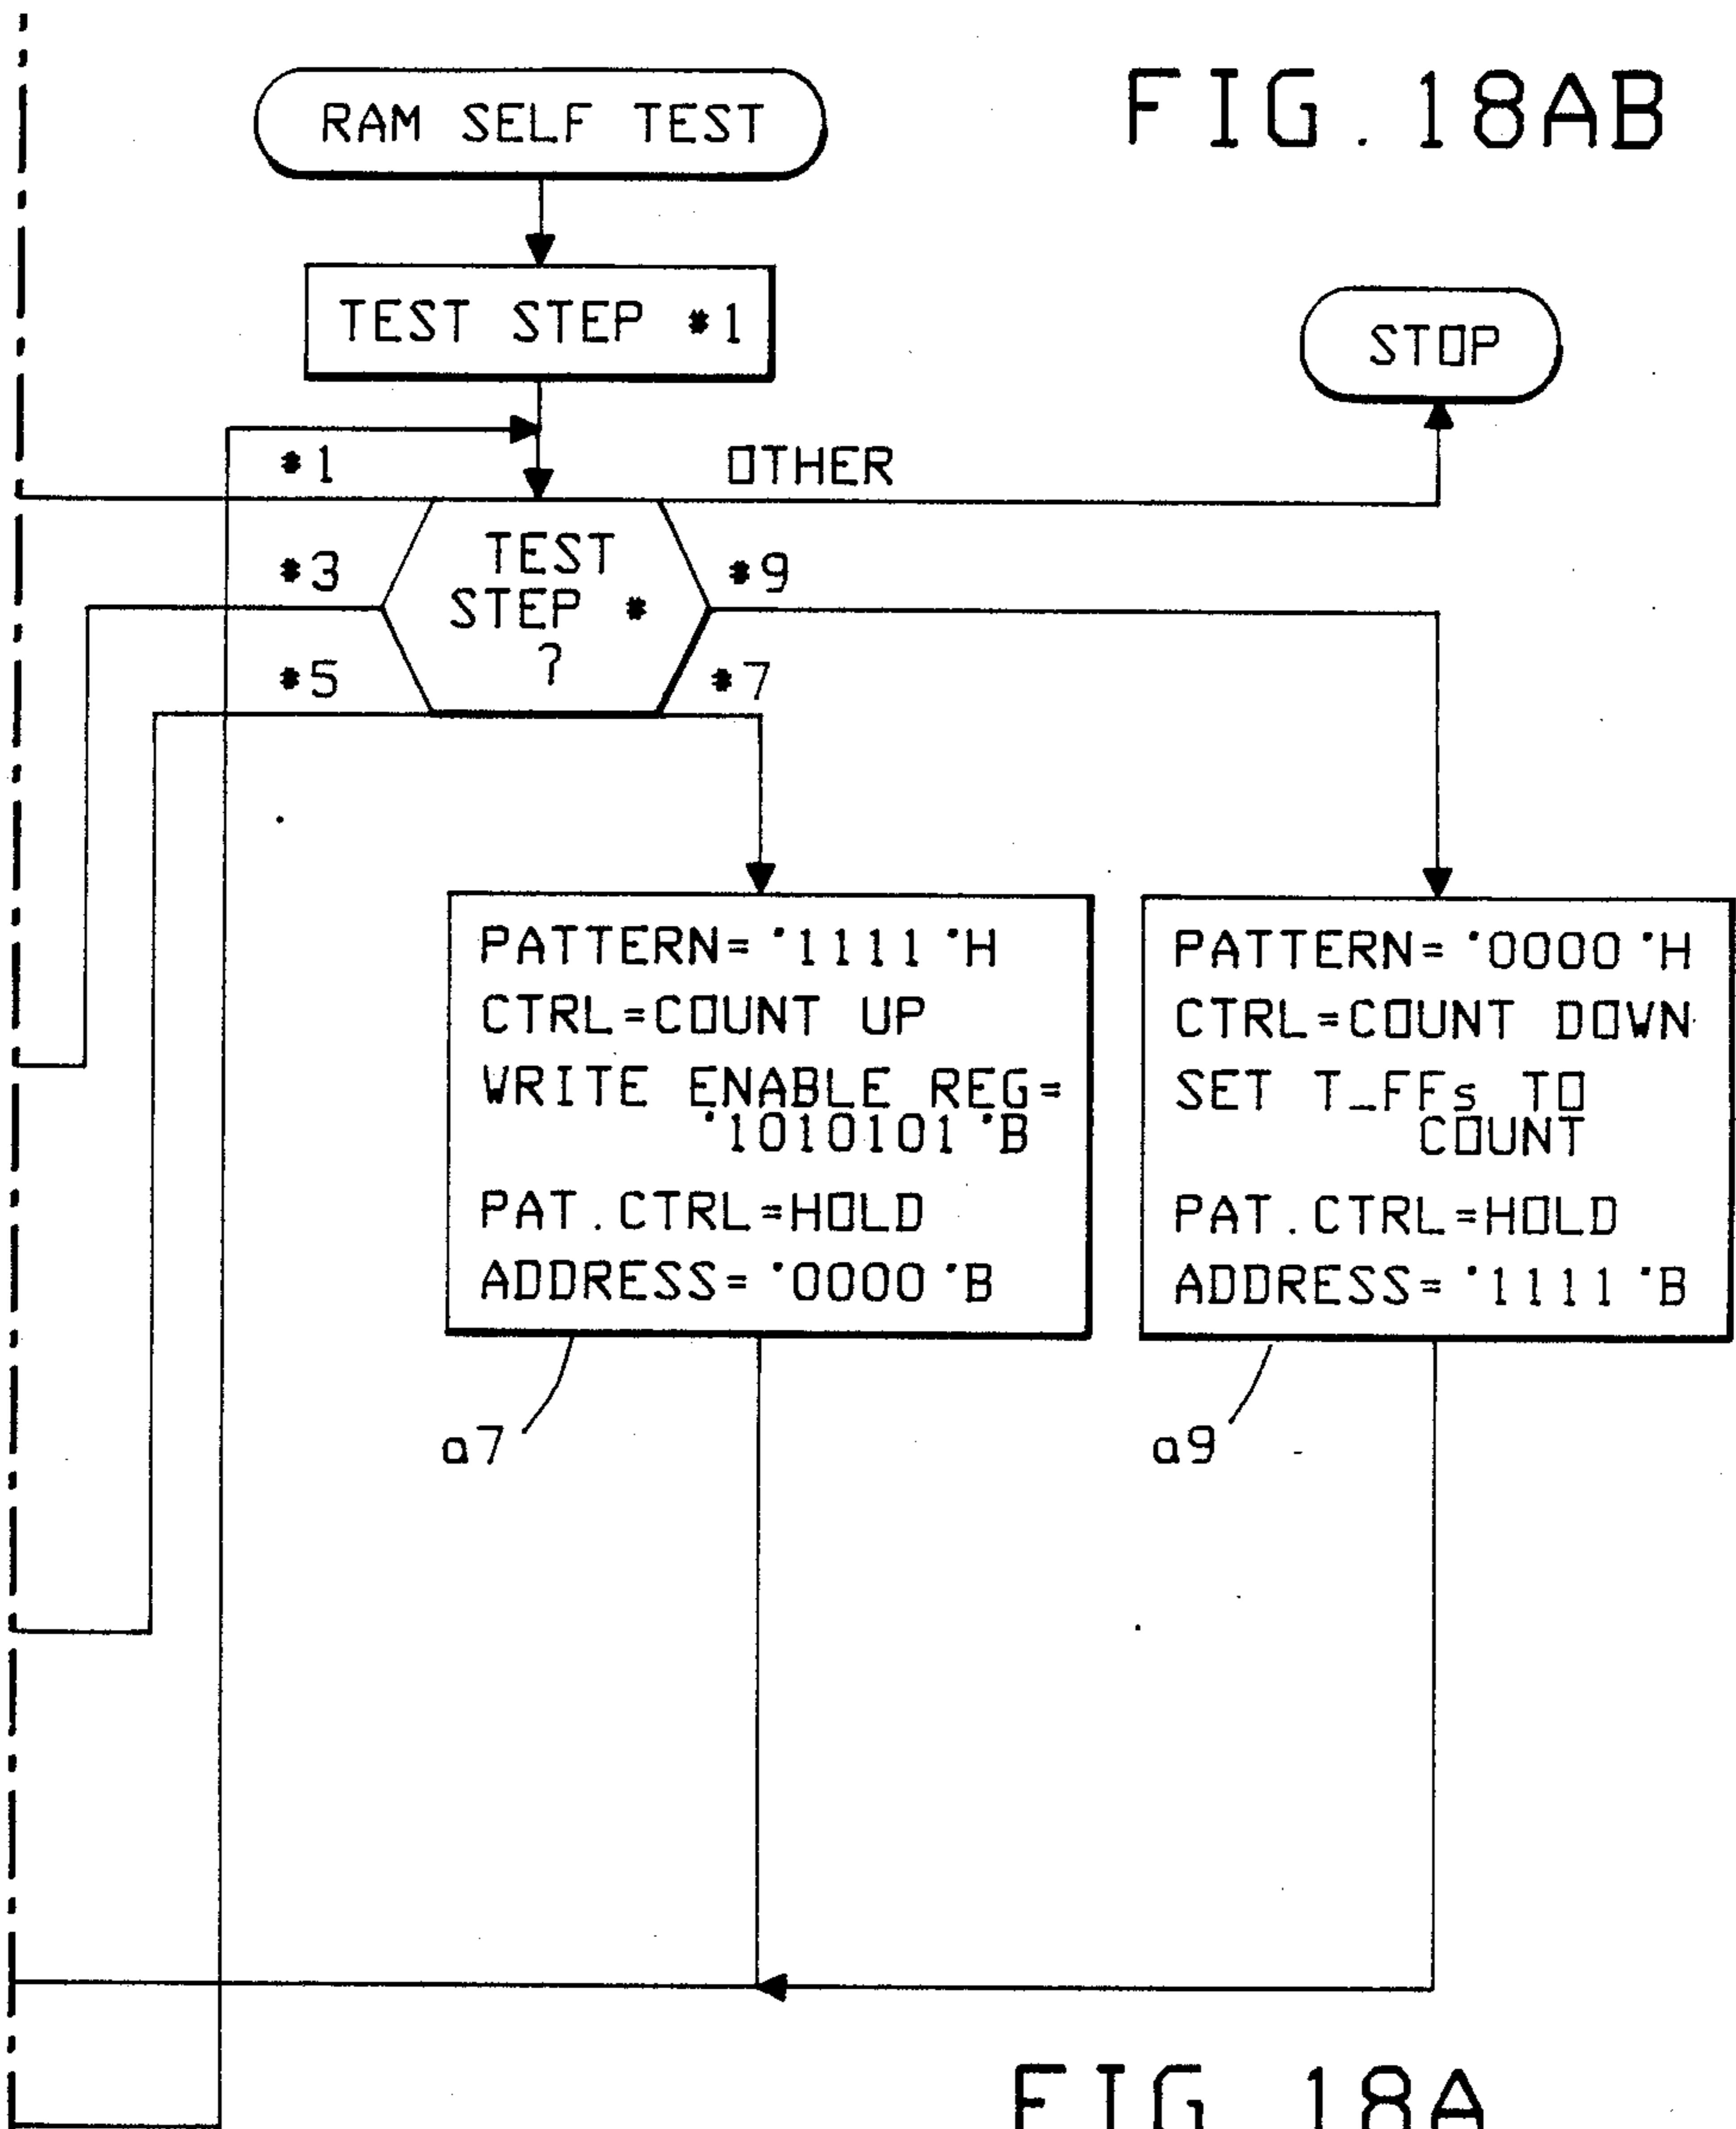 FIG. 18AB
RAM SELF TEST
TEST STEP #1
STOP
#1
OTHER
#3
TEST
STEP #
?
#9
#5
#7
PATTERN='1111'H
CTRL=COUNT UP
WRITE ENABLE REG=
'1010101'B
PAT.CTRL=HOLD
ADDRESS='0000'B
PATTERN='0000'H
CTRL=COUNT DOWN
SET T_FFs TO
COUNT
PAT.CTRL=HOLD
ADDRESS='1111'B
a7
a9
FIG 18A